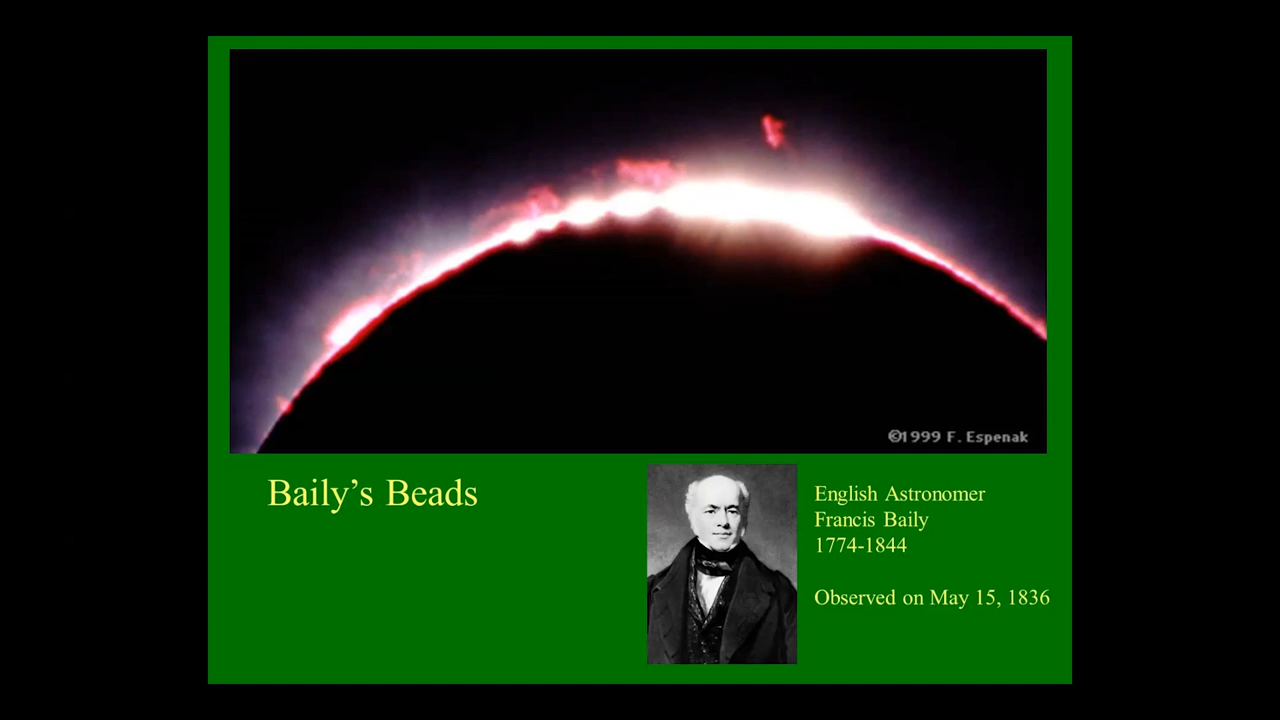 ©1999 F. Espenak
Baily’s Beads
English Astronomer
Francis Baily
1774-1844
Observed on May 15, 1836